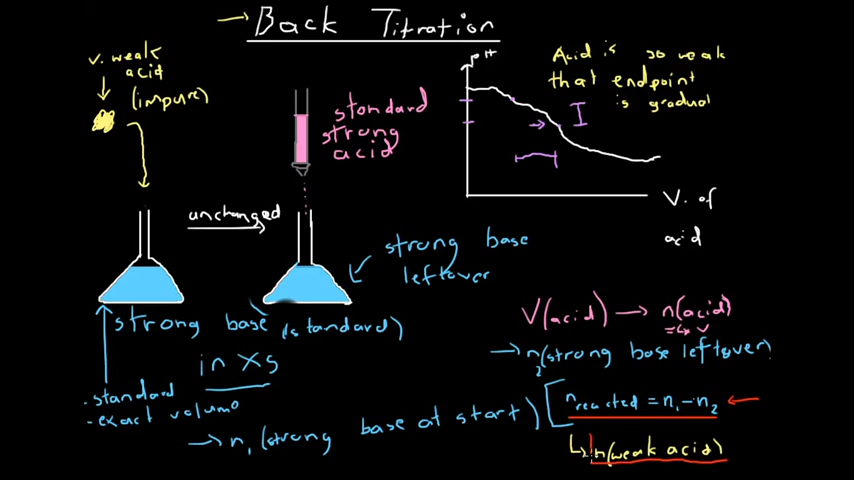 → Back Titration
v. weak
acid
(impure)
standard
strong
acid
pH
Acid is so weak
that endpoint
is gradual
I
V. of
acid
unchanged
strong base
leftover
strong base (standard)
in XS
- standard
- exact volume
→ n₁ (strong base at start)
V(acid) → n(acid)
= c × V
→ n₂(strong base leftover)
n reacted = n₁ - n₂
n(weak acid)